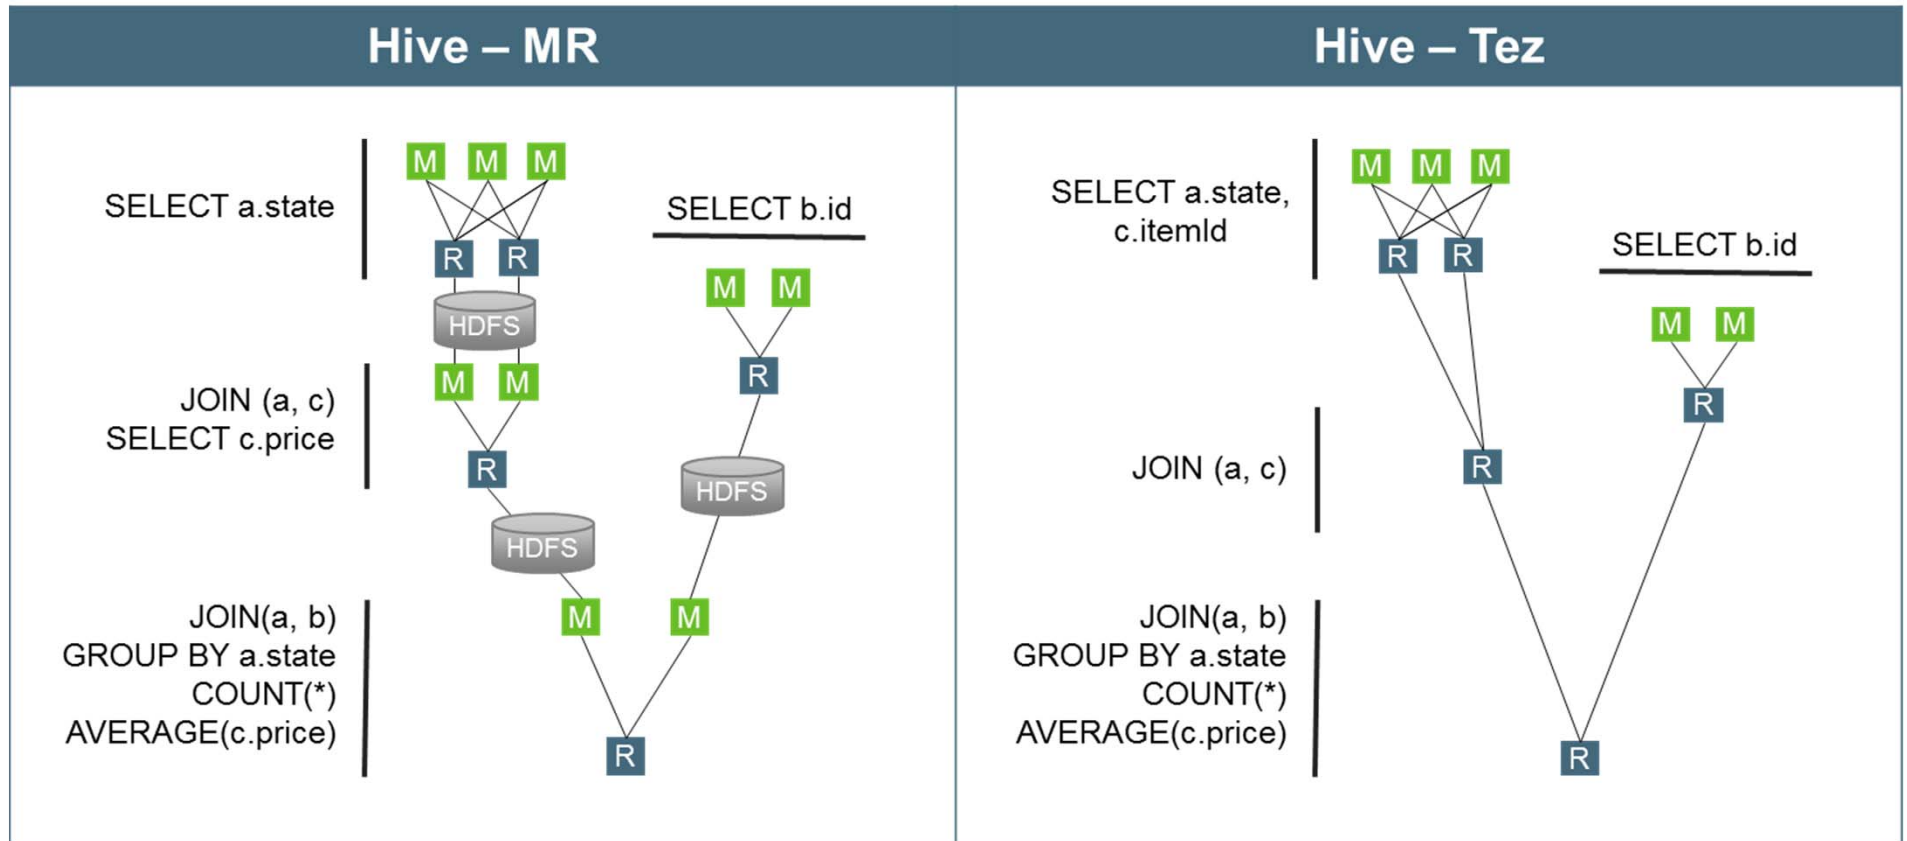 Hive – MR
SELECT a.state
M M M
R R
HDFS
SELECT b.id
M M
R
JOIN (a, c)
SELECT c.price
M M
R
HDFS
HDFS
JOIN(a, b)
GROUP BY a.state
COUNT(*)
AVERAGE(c.price)
M M
R
Hive – Tez
SELECT a.state,
c.itemId
M M M
R R
SELECT b.id
M M
R
JOIN (a, c)
R
JOIN(a, b)
GROUP BY a.state
COUNT(*)
AVERAGE(c.price)
R